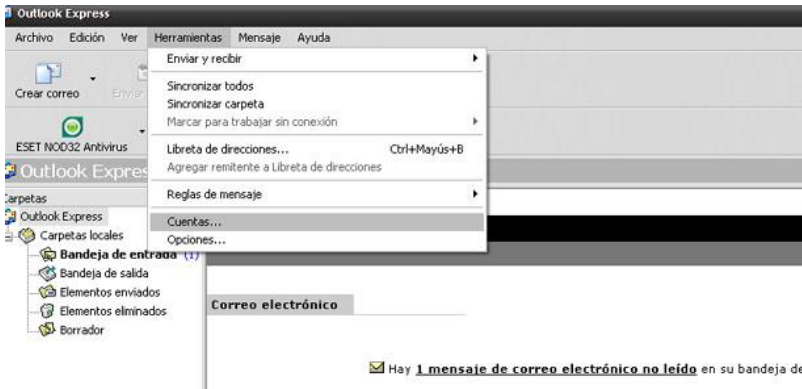 Outlook Express
Archivo Edición Ver Herramientas Mensaje Ayuda
Crear correo
Enviar y recibir
Sincronizar todos
Sincronizar carpeta
Marcar para trabajar sin conexión
Libreta de direcciones... Ctrl+Mayús+B
Agregar remitente a Libreta de direcciones
Reglas de mensaje
Cuentas...
Opciones...
ESET NOD32 Antivirus
Outlook Expres
Carpetas
Outlook Express
Carpetas locales
Bandeja de entrada (1)
Bandeja de salida
Elementos enviados
Elementos eliminados
Borrador
Correo electrónico
Hay 1 mensaje de correo electrónico no leído en su bandeja de